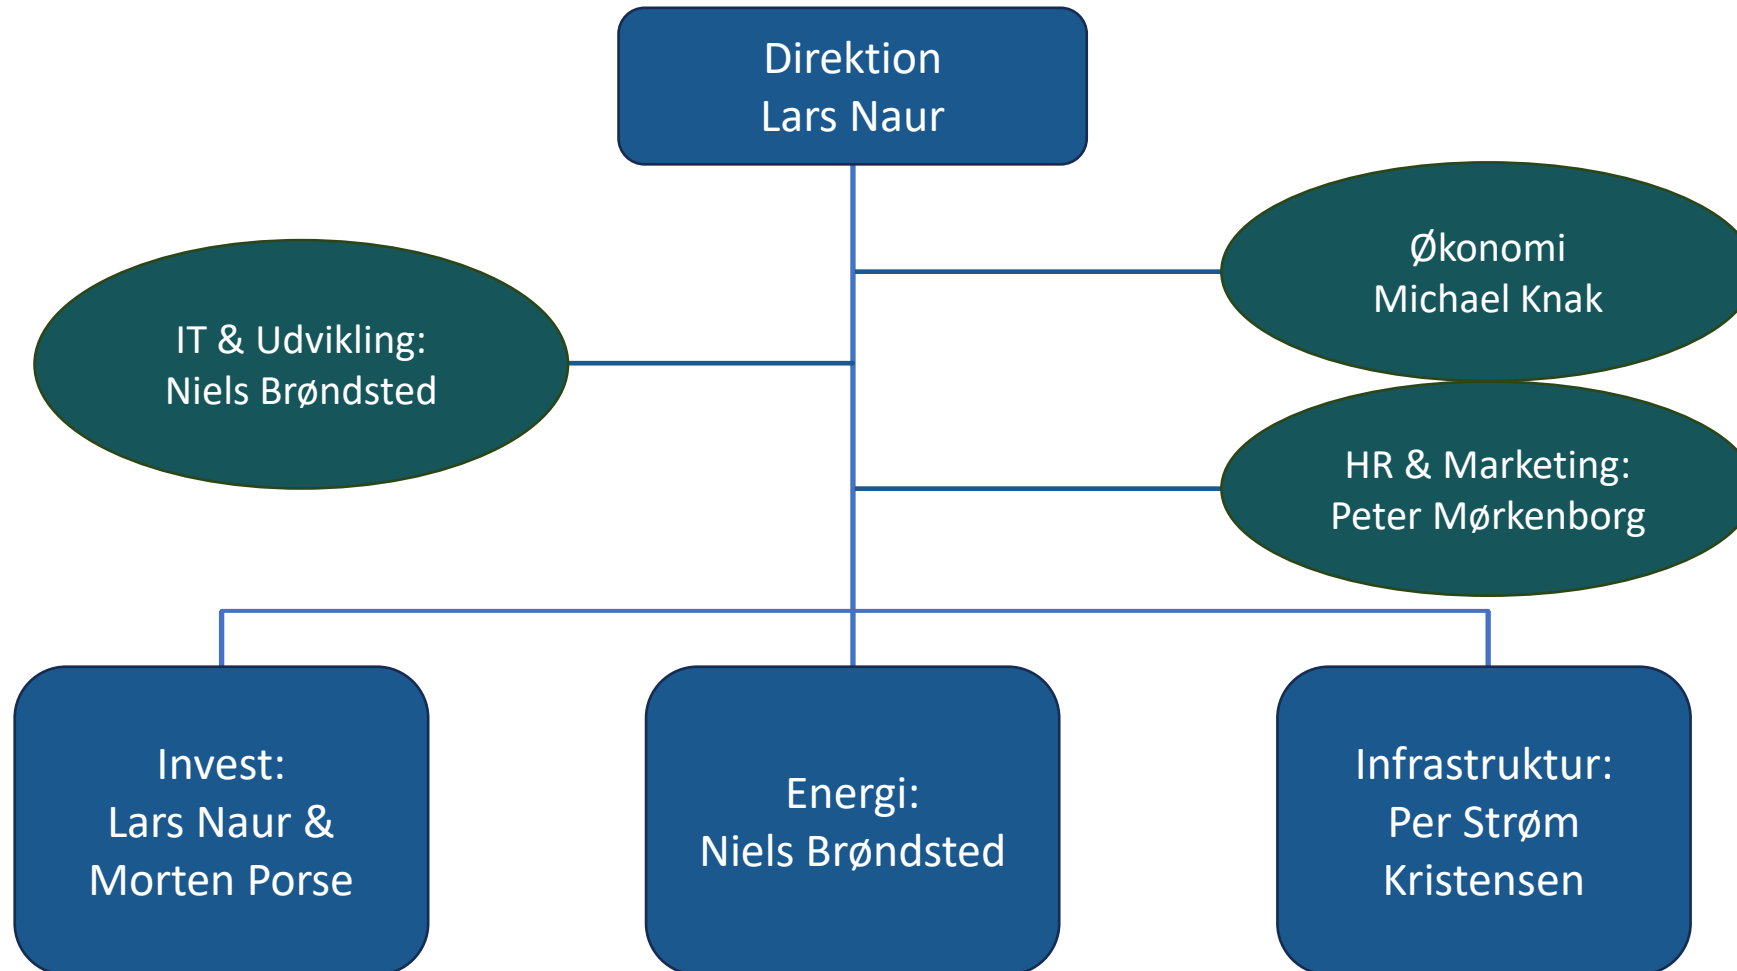 Direktion
Lars Naur
Økonomi
Michael Knak
IT & Udvikling:
Niels Brøndsted
HR & Marketing:
Peter Mørkenborg
Invest:
Lars Naur &
Morten Porse
Energi:
Niels Brøndsted
Infrastruktur:
Per Strøm
Kristensen